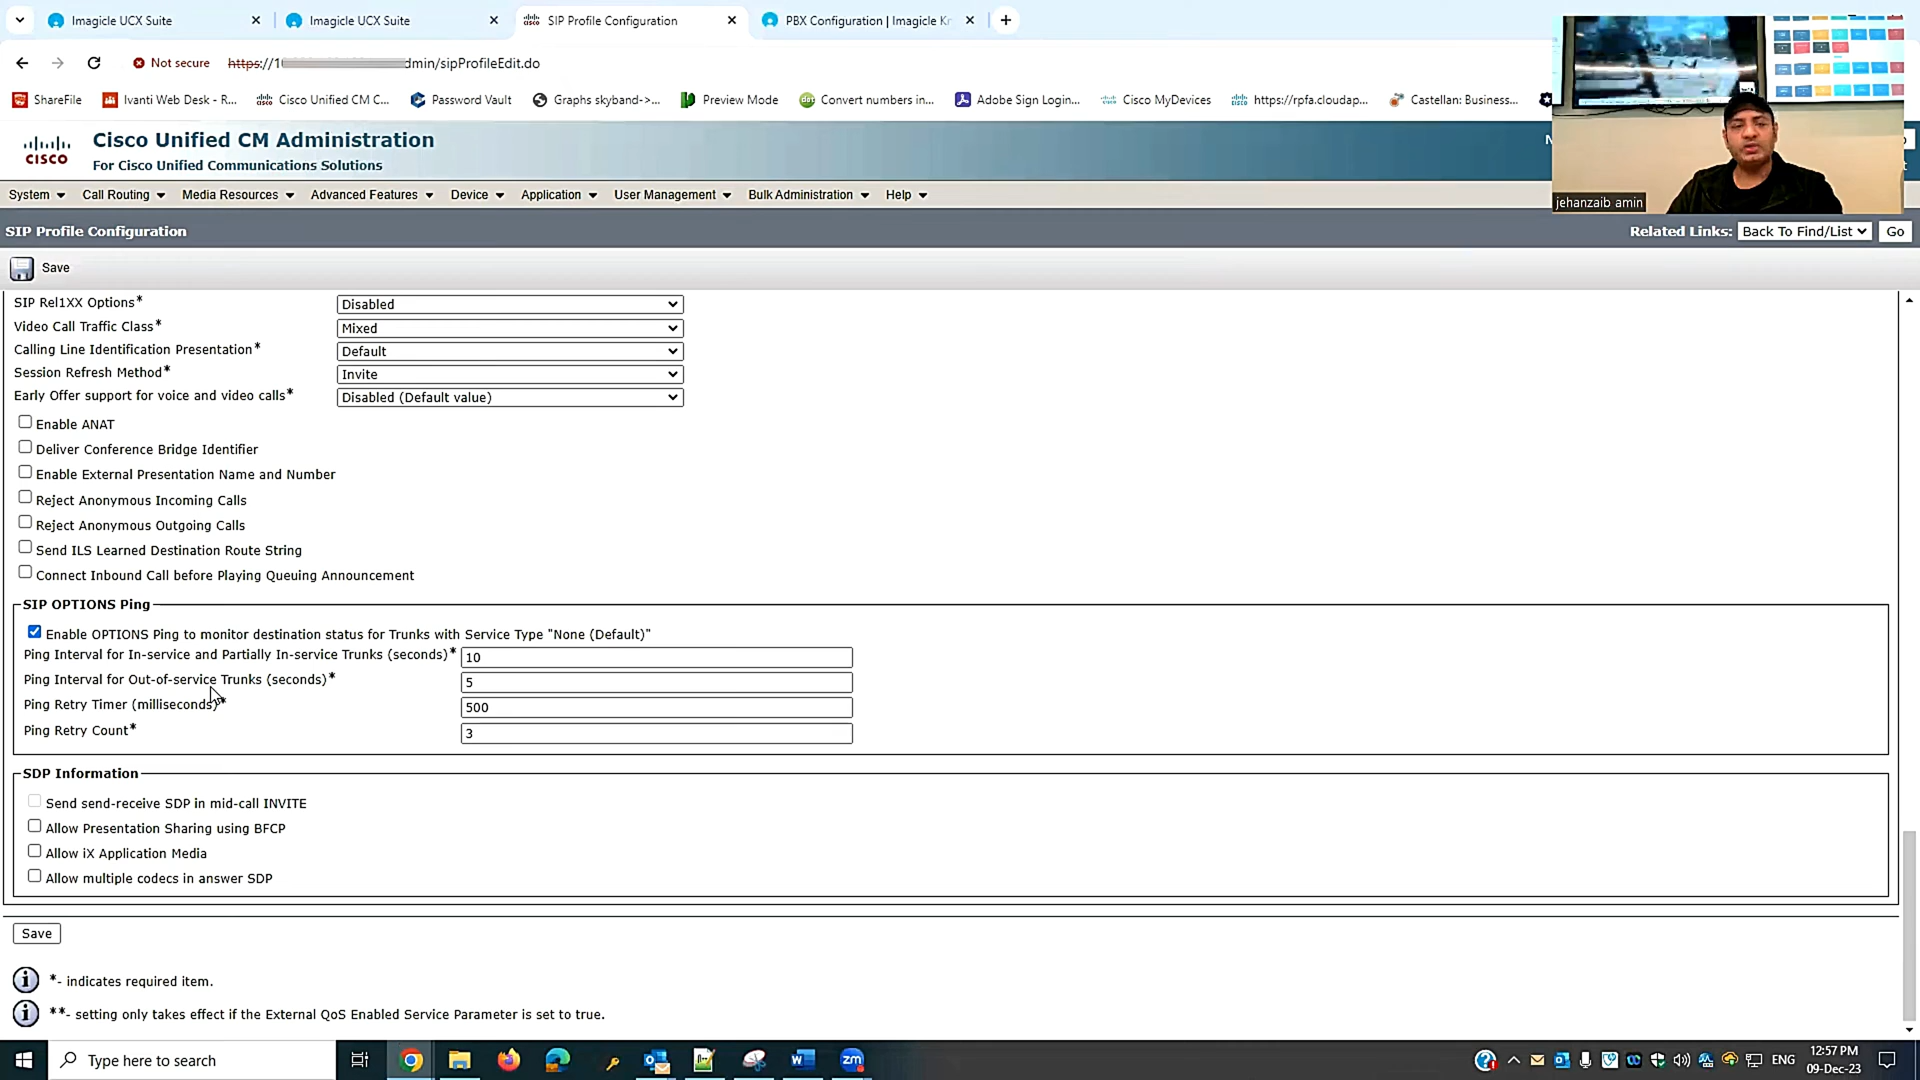 Imagicle UCX Suite
Imagicle UCX Suite
SIP Profile Configuration
PBX Configuration | Imagicle Kn
Not secure
https://10
dmin/sipProfileEdit.do
ShareFile
Ivanti Web Desk - R...
Cisco Unified CM C...
Password Vault
Graphs skyband->...
Preview Mode
Convert numbers in...
Adobe Sign Login...
Cisco MyDevices
https://rpfa.cloudap...
Castellan: Business...
CISCO
Cisco Unified CM Administration
For Cisco Unified Communications Solutions
jehanzaib amin
System
Call Routing
Media Resources
Advanced Features
Device
Application
User Management
Bulk Administration
Help
SIP Profile Configuration
Related Links: Back To Find/List Go
Save
SIP Rel1XX Options* Disabled
Video Call Traffic Class* Mixed
Calling Line Identification Presentation* Default
Session Refresh Method* Invite
Early Offer support for voice and video calls* Disabled (Default value)
Enable ANAT
Deliver Conference Bridge Identifier
Enable External Presentation Name and Number
Reject Anonymous Incoming Calls
Reject Anonymous Outgoing Calls
Send ILS Learned Destination Route String
Connect Inbound Call before Playing Queuing Announcement
SIP OPTIONS Ping
Enable OPTIONS Ping to monitor destination status for Trunks with Service Type "None (Default)"
Ping Interval for In-service and Partially In-service Trunks (seconds)* 10
Ping Interval for Out-of-service Trunks (seconds)* 5
Ping Retry Timer (milliseconds)* 500
Ping Retry Count* 3
SDP Information
Send send-receive SDP in mid-call INVITE
Allow Presentation Sharing using BFCP
Allow iX Application Media
Allow multiple codecs in answer SDP
Save
*- indicates required item.
**- setting only takes effect if the External QoS Enabled Service Parameter is set to true.
Type here to search
zm
ENG
12:57 PM
09-Dec-23